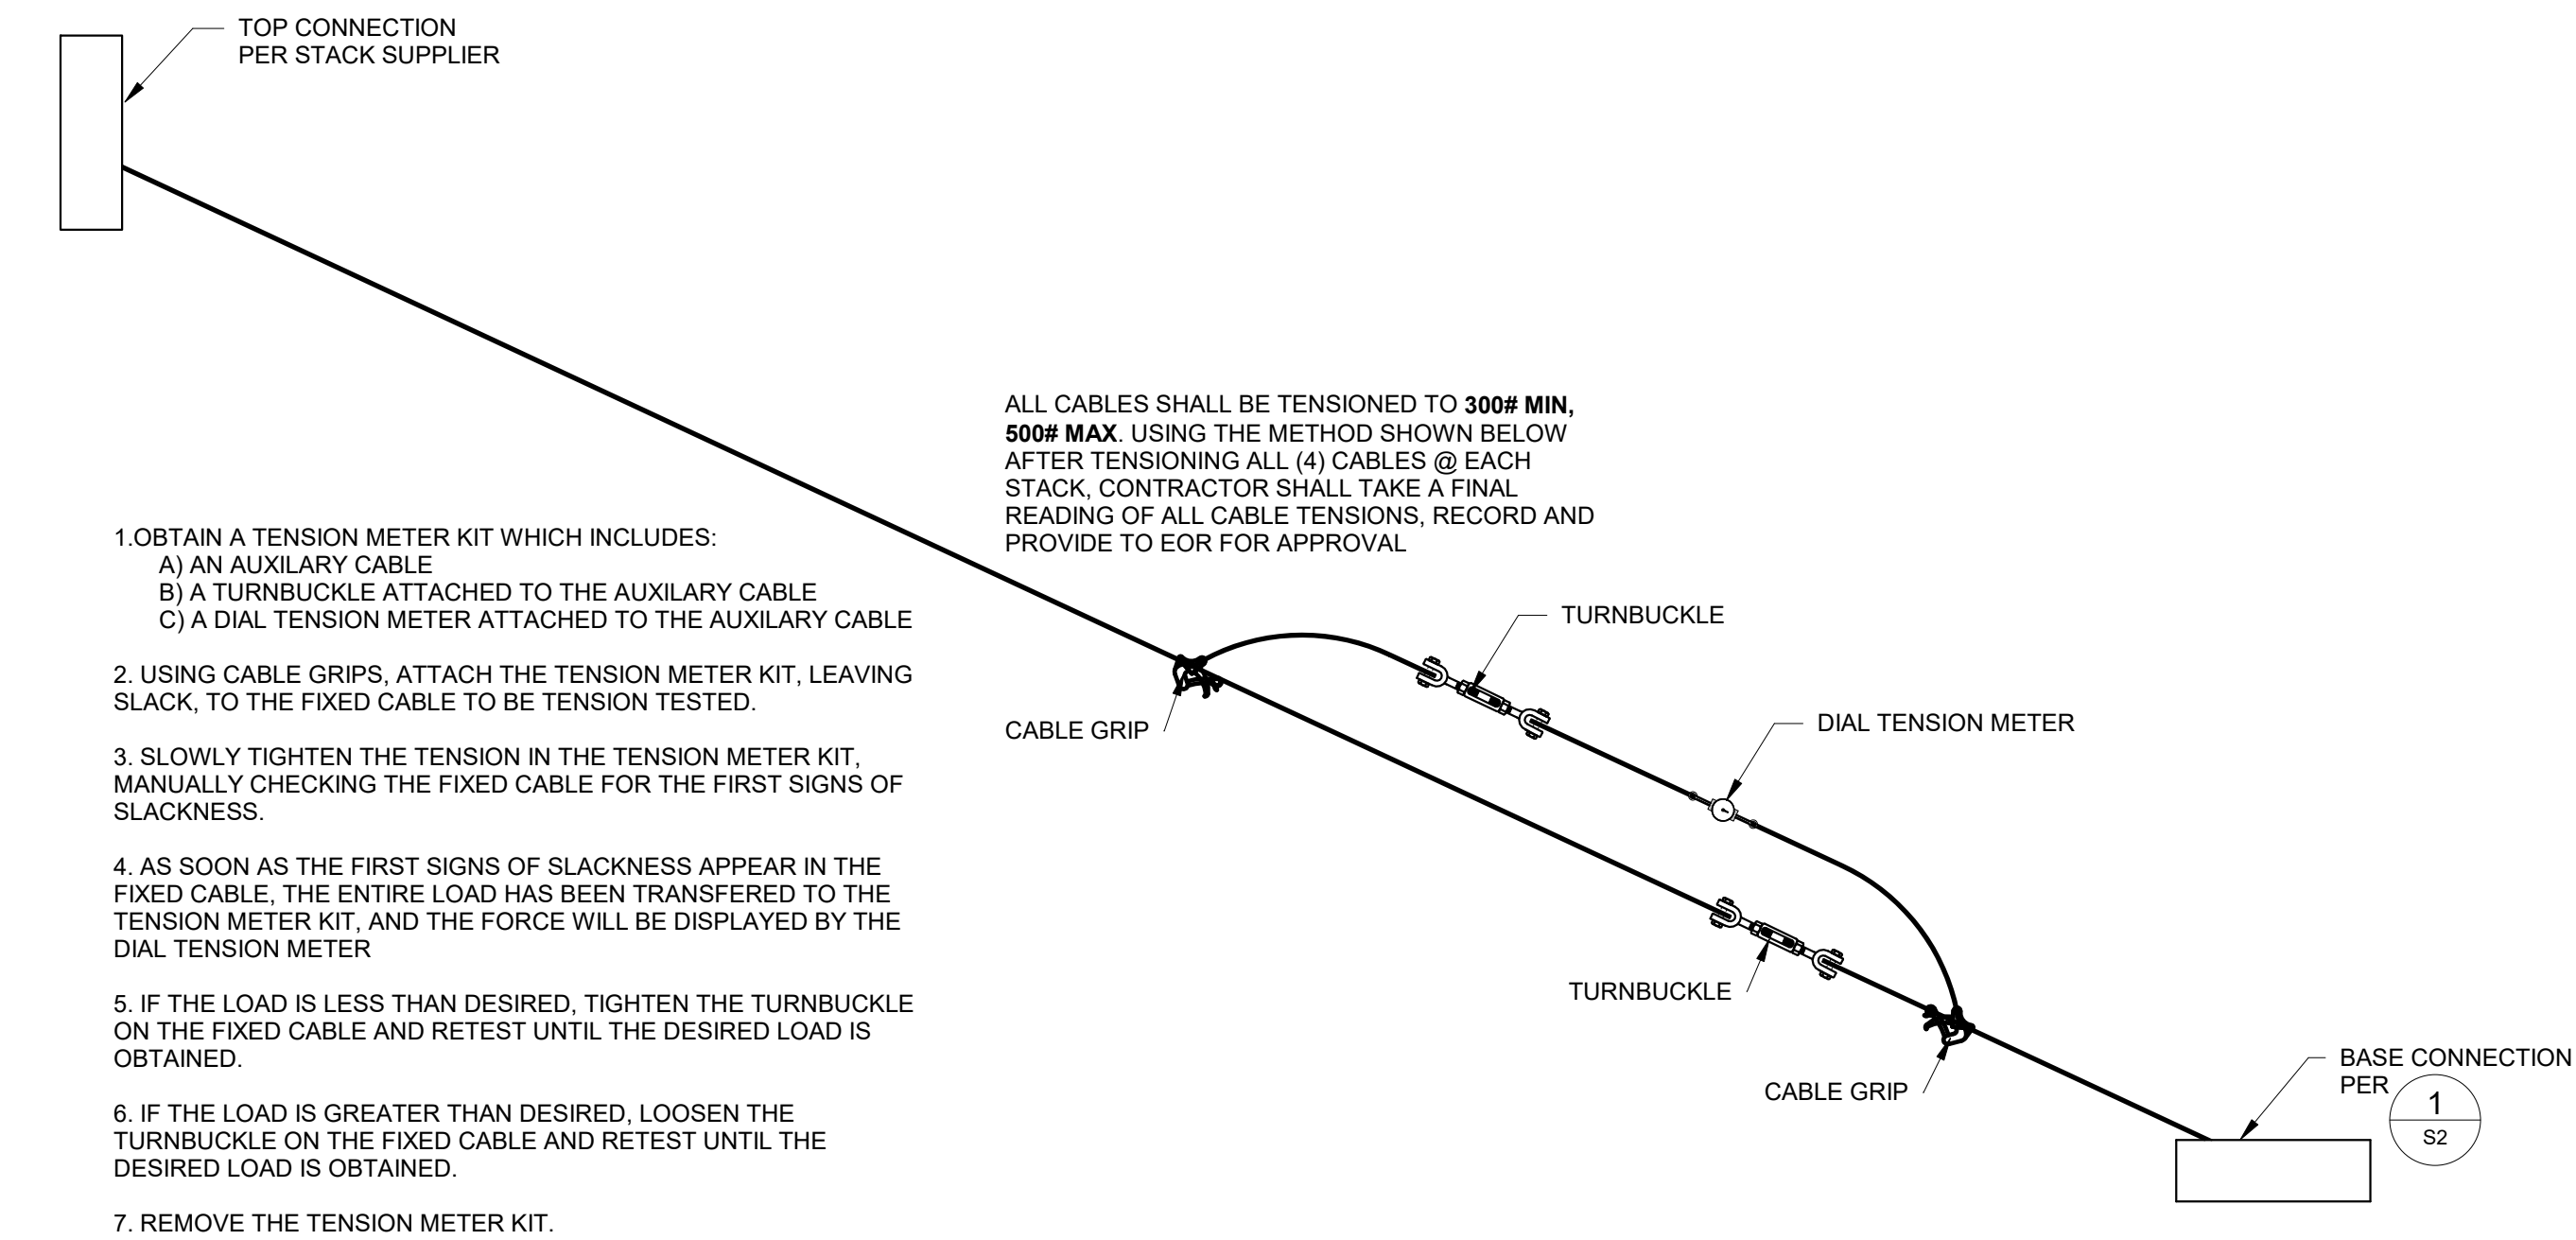 TOP CONNECTION
PER STACK SUPPLIER
ALL CABLES SHALL BE TENSIONED TO 300# MIN,
500# MAX. USING THE METHOD SHOWN BELOW
AFTER TENSIONING ALL (4) CABLES @ EACH
STACK, CONTRACTOR SHALL TAKE A FINAL
READING OF ALL CABLE TENSIONS, RECORD AND
PROVIDE TO EOR FOR APPROVAL
1.OBTAIN A TENSION METER KIT WHICH INCLUDES:
A) AN AUXILARY CABLE
B) A TURNBUCKLE ATTACHED TO THE AUXILARY CABLE
C) A DIAL TENSION METER ATTACHED TO THE AUXILARY CABLE
2. USING CABLE GRIPS, ATTACH THE TENSION METER KIT, LEAVING
SLACK, TO THE FIXED CABLE TO BE TENSION TESTED.
3. SLOWLY TIGHTEN THE TENSION IN THE TENSION METER KIT,
MANUALLY CHECKING THE FIXED CABLE FOR THE FIRST SIGNS OF
SLACKNESS.
4. AS SOON AS THE FIRST SIGNS OF SLACKNESS APPEAR IN THE
FIXED CABLE, THE ENTIRE LOAD HAS BEEN TRANSFERED TO THE
TENSION METER KIT, AND THE FORCE WILL BE DISPLAYED BY THE
DIAL TENSION METER
5. IF THE LOAD IS LESS THAN DESIRED, TIGHTEN THE TURNBUCKLE
ON THE FIXED CABLE AND RETEST UNTIL THE DESIRED LOAD IS
OBTAINED.
6. IF THE LOAD IS GREATER THAN DESIRED, LOOSEN THE
TURNBUCKLE ON THE FIXED CABLE AND RETEST UNTIL THE
DESIRED LOAD IS OBTAINED.
7. REMOVE THE TENSION METER KIT.
TURNBUCKLE
CABLE GRIP
DIAL TENSION METER
TURNBUCKLE
CABLE GRIP
BASE CONNECTION
PER
1
S2